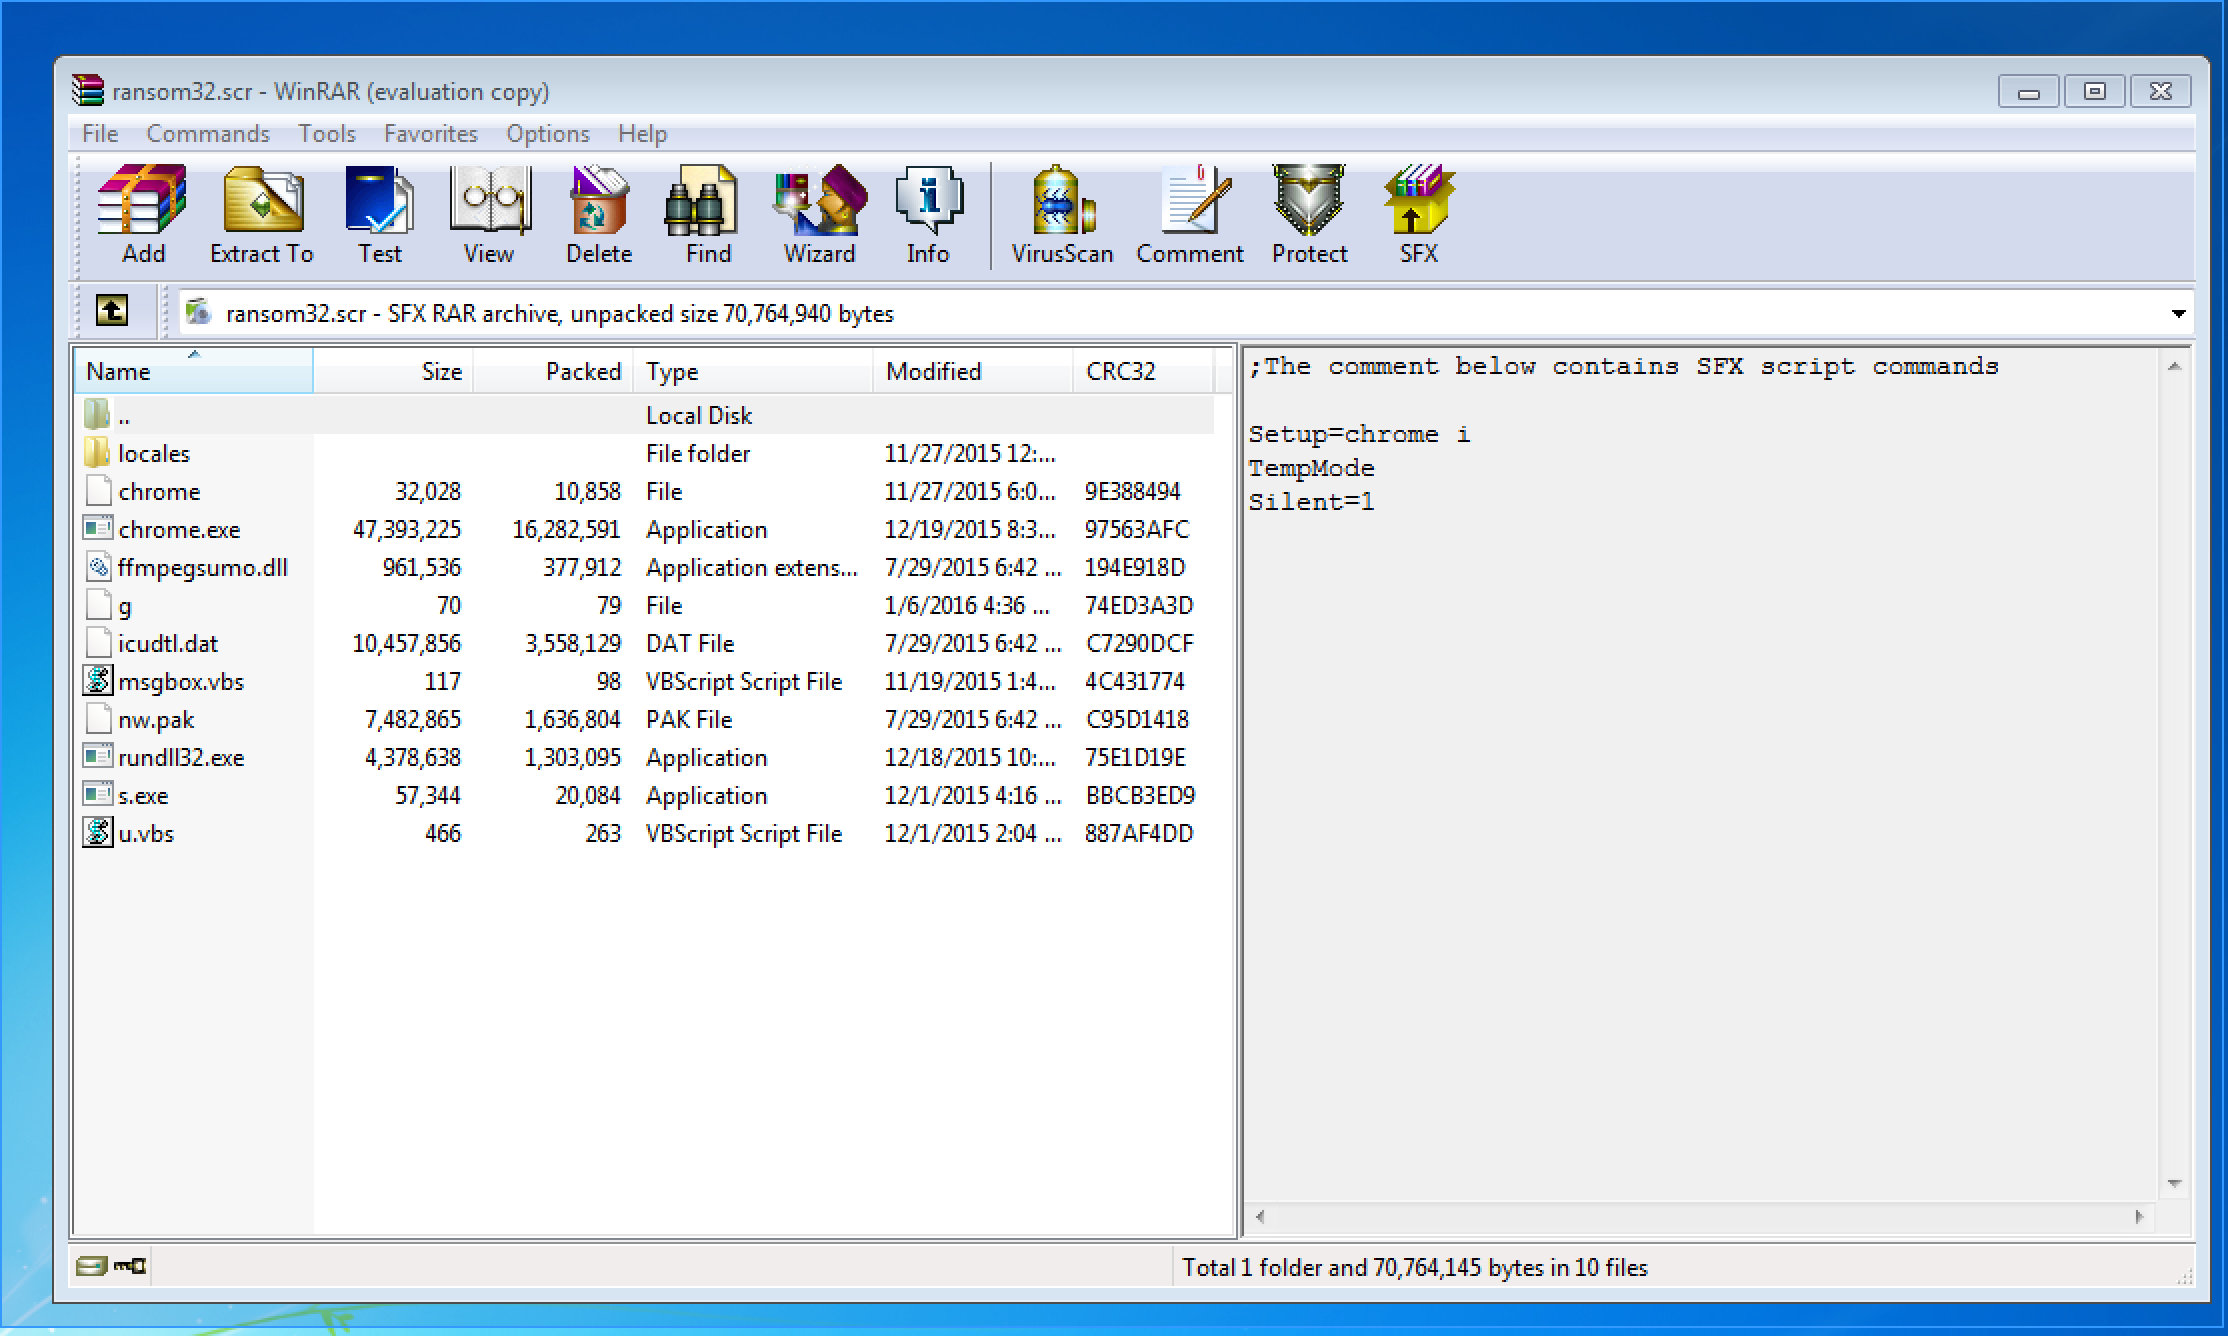 ransom32.scr - WinRAR (evaluation copy)
File Commands Tools Favorites Options Help
Add Extract To Test View Delete Find Wizard Info VirusScan Comment Protect SFX
ransom32.scr - SFX RAR archive, unpacked size 70,764,940 bytes
Name Size Packed Type Modified CRC32
.. Local Disk
locales File folder 11/27/2015 12:...
chrome 32,028 10,858 File 11/27/2015 6:0... 9E388494
chrome.exe 47,393,225 16,282,591 Application 12/19/2015 8:3... 97563AFC
ffmpegsumo.dll 961,536 377,912 Application extens... 7/29/2015 6:42 ... 194E918D
g 70 79 File 1/6/2016 4:36 ... 74ED3A3D
icudtl.dat 10,457,856 3,558,129 DAT File 7/29/2015 6:42 ... C7290DCF
msgbox.vbs 117 98 VBScript Script File 11/19/2015 1:4... 4C431774
nw.pak 7,482,865 1,636,804 PAK File 7/29/2015 6:42 ... C95D1418
rundll32.exe 4,378,638 1,303,095 Application 12/18/2015 10:... 75E1D19E
s.exe 57,344 20,084 Application 12/1/2015 4:16 ... BBCB3ED9
u.vbs 466 263 VBScript Script File 12/1/2015 2:04 ... 887AF4DD
;The comment below contains SFX script commands
Setup=chrome i
TempMode
Silent=1
Total 1 folder and 70,764,145 bytes in 10 files